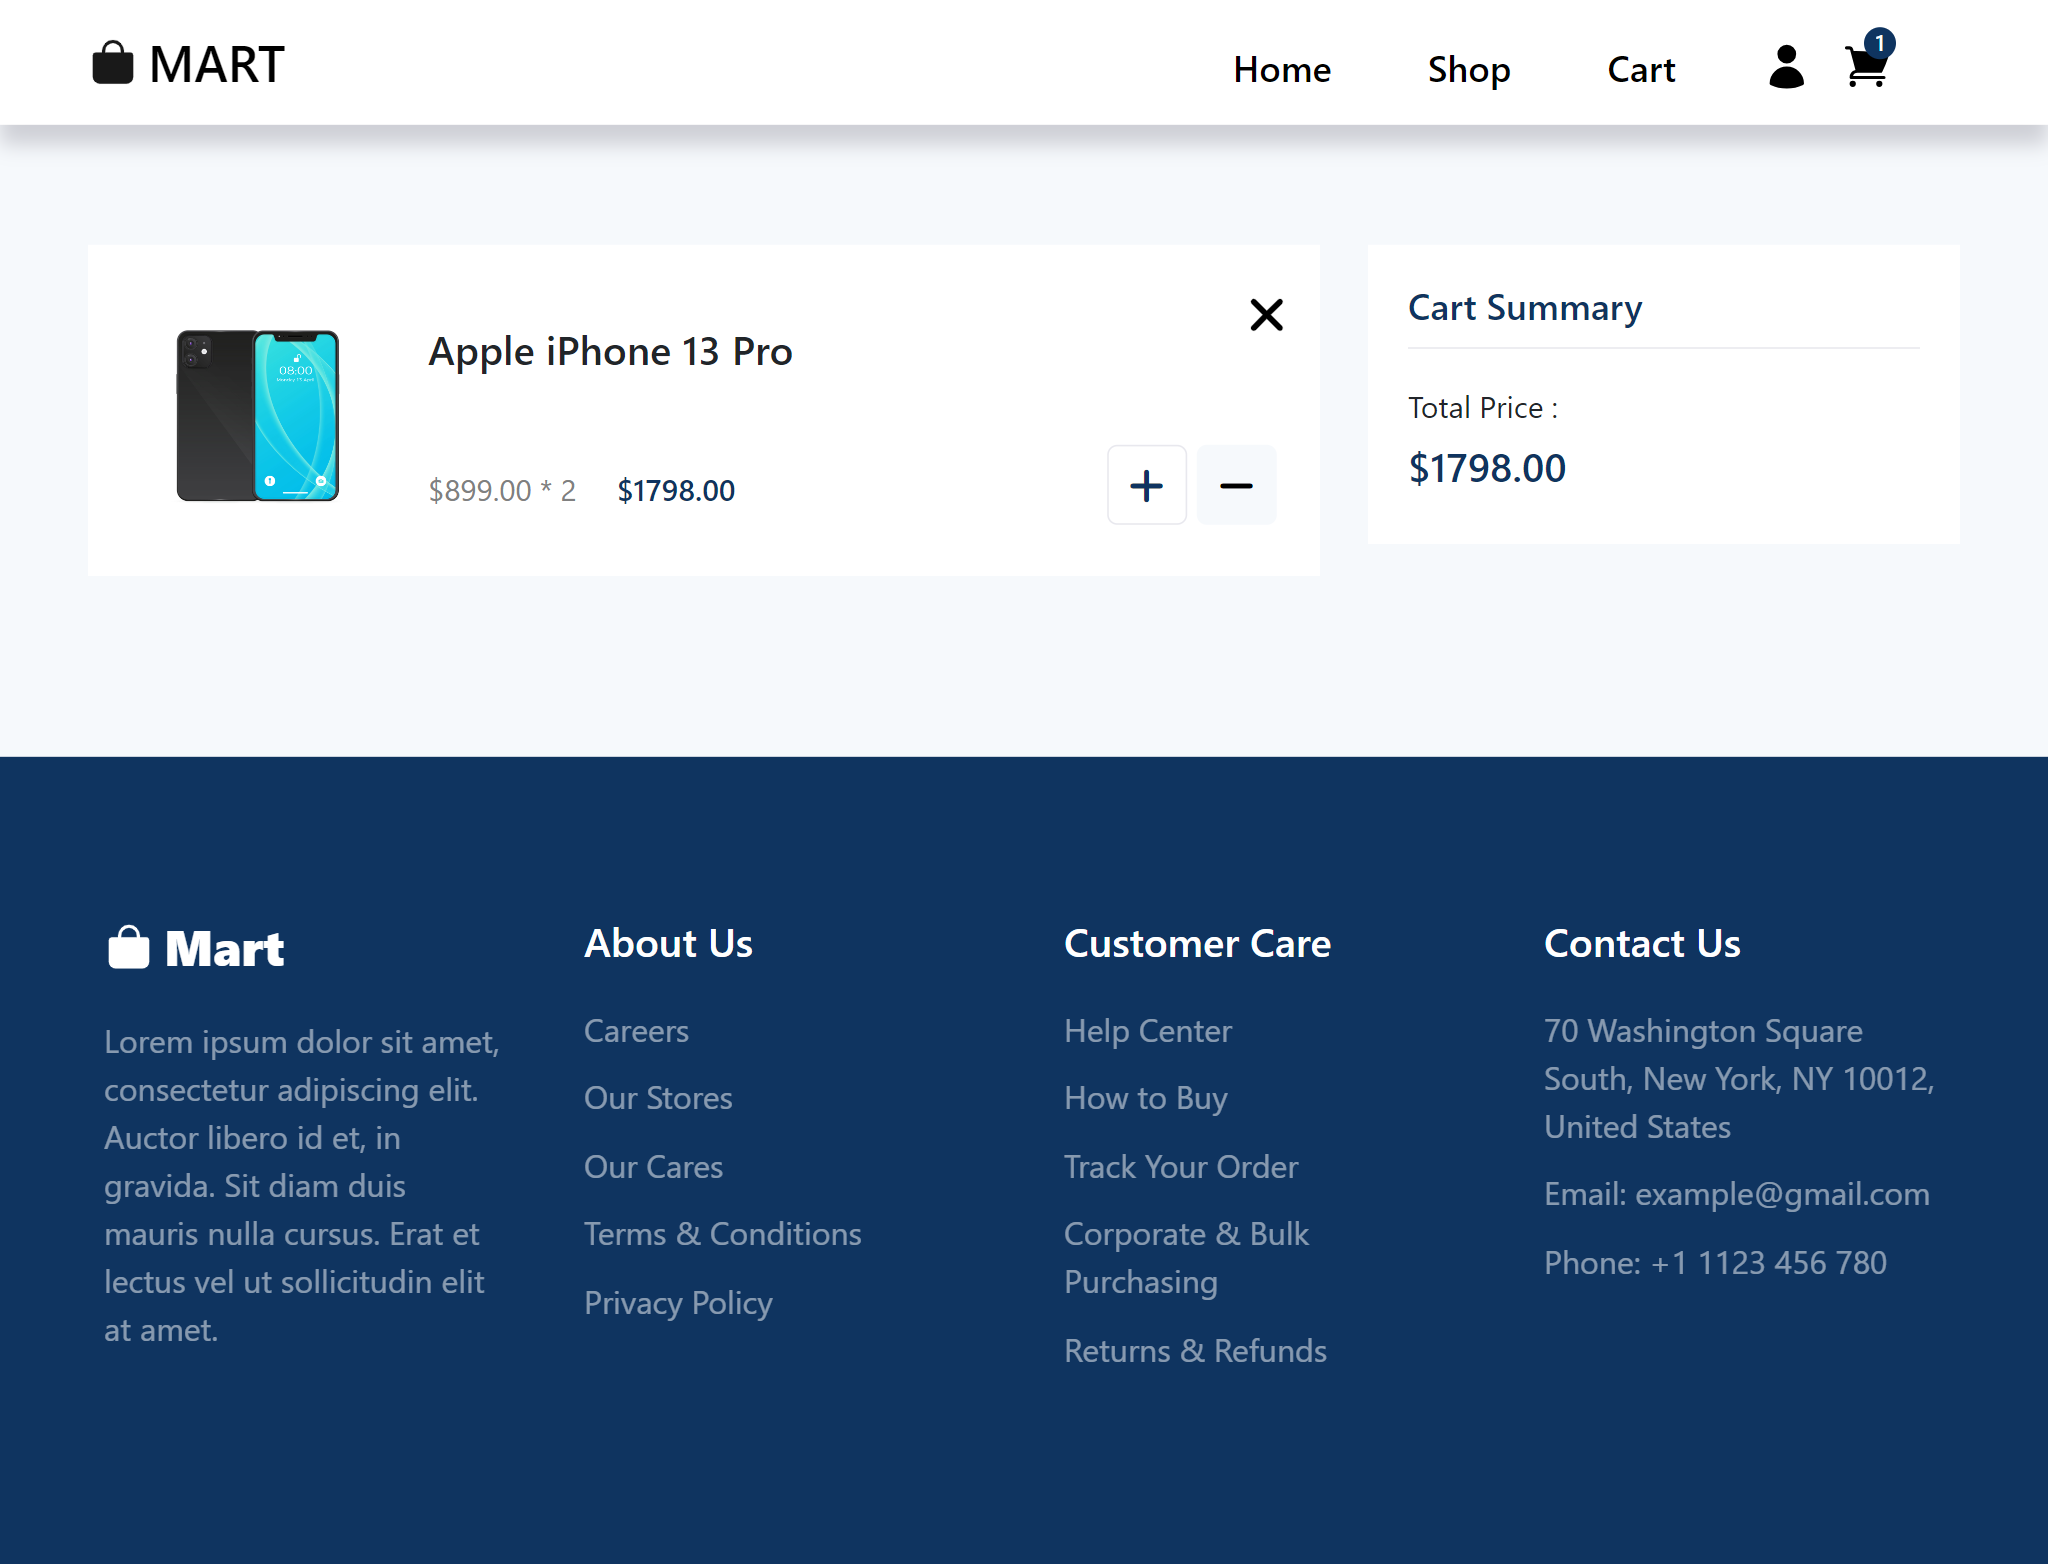 MART
Home
Shop
Cart
1
Apple iPhone 13 Pro
08:00
$899.00 * 2
$1798.00
Cart Summary
Total Price :
$1798.00
Mart
Lorem ipsum dolor sit amet,
consectetur adipiscing elit.
Auctor libero id et, in
gravida. Sit diam duis
mauris nulla cursus. Erat et
lectus vel ut sollicitudin elit
at amet.
About Us
Careers
Our Stores
Our Cares
Terms & Conditions
Privacy Policy
Customer Care
Help Center
How to Buy
Track Your Order
Corporate & Bulk
Purchasing
Returns & Refunds
Contact Us
70 Washington Square
South, New York, NY 10012,
United States
Email: example@gmail.com
Phone: +1 1123 456 780